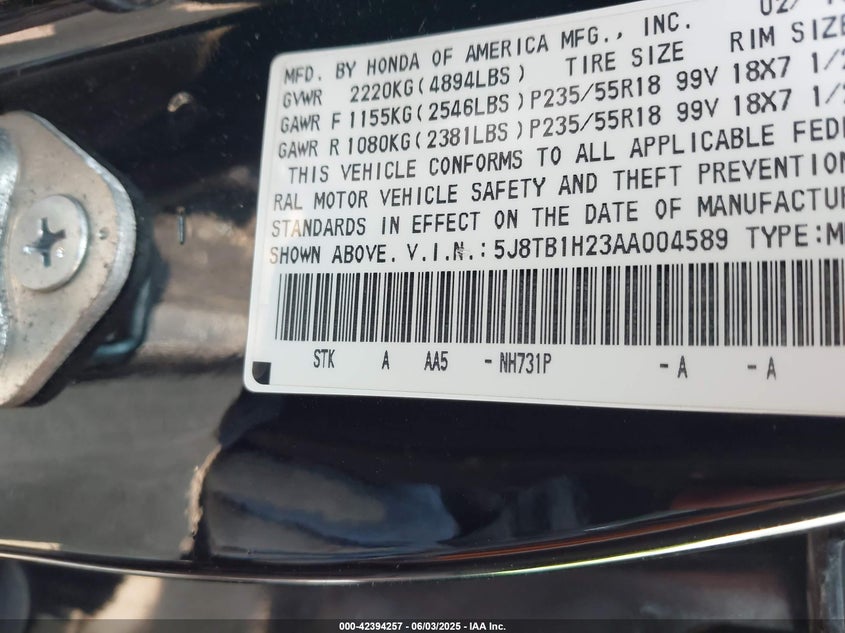 MFD. BY HONDA OF AMERICA MFG., INC. 02/
GVWR 2220KG(4894LBS) TIRE SIZE RIM SIZE
GAWR F 1155KG(2546LBS)P235/55R18 99V 18X7 1/2
GAWR R 1080KG(2381LBS)P235/55R18 99V 18X7 1/2
THIS VEHICLE CONFORMS TO ALL APPLICABLE FEDE
RAL MOTOR VEHICLE SAFETY AND THEFT PREVENTION
STANDARDS IN EFFECT ON THE DATE OF MANUFACTURE
SHOWN ABOVE. V.I.N.: 5J8TB1H23AA004589 TYPE:M
STK A AA5 -NH731P -A -A
000-42394257 - 06/03/2025 - IAA Inc.